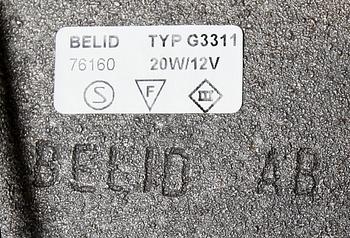 BELID TYP G3311
76160 20W/12V
S F III
BELID AB